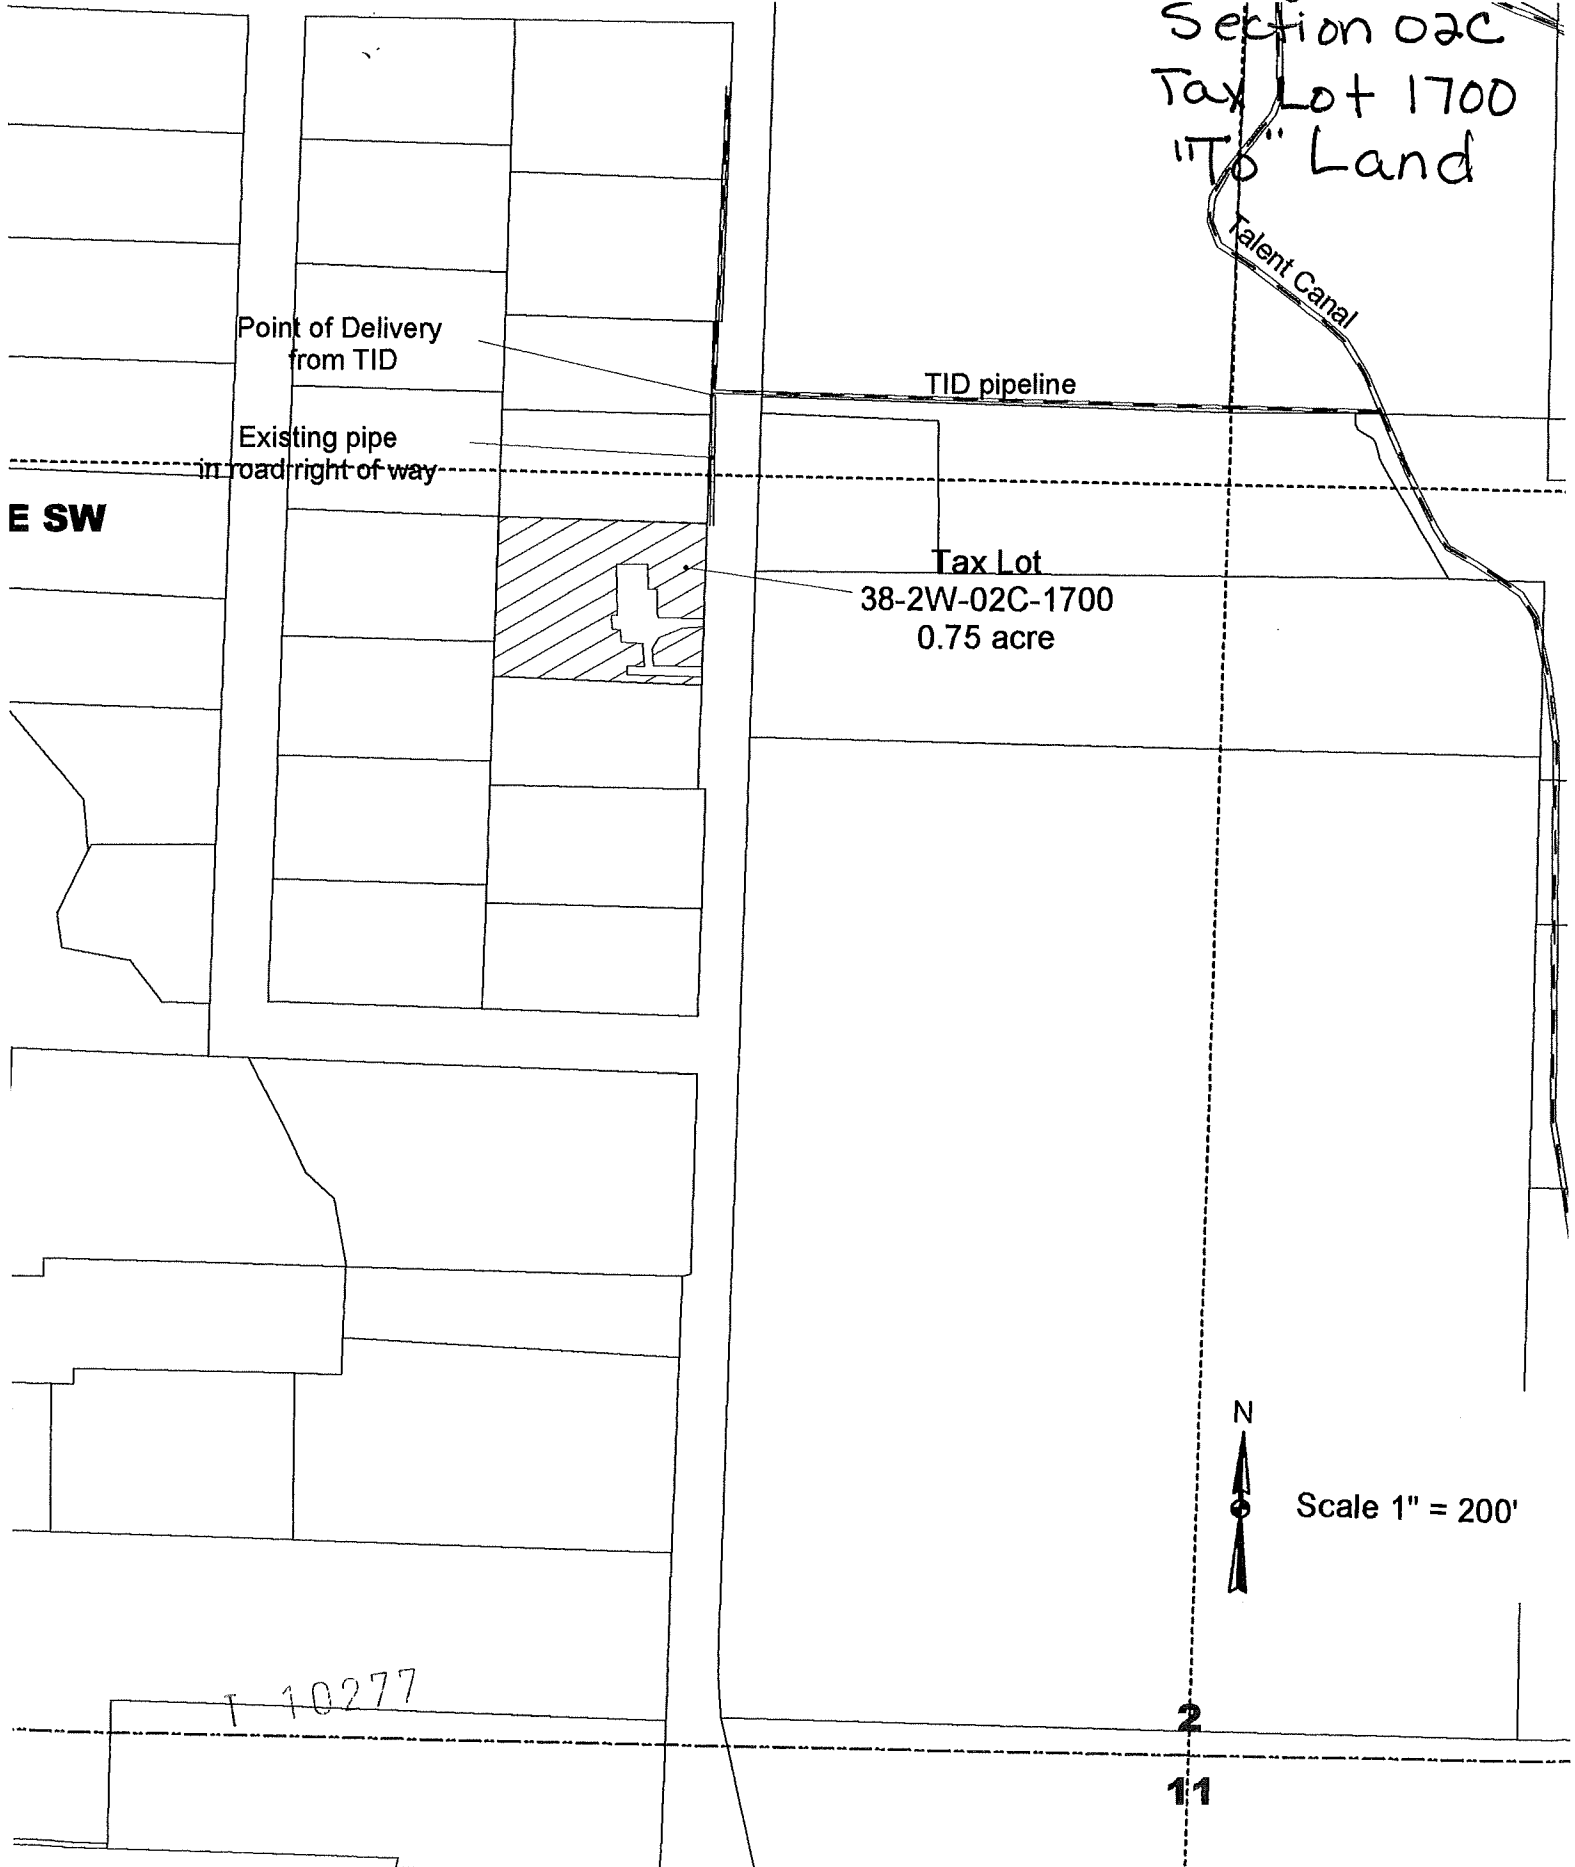 Section 02C
Tax Lot 1700
"To" Land
Talent Canal
Point of Delivery
from TID
TID pipeline
Existing pipe
in road right of way
E SW
Tax Lot
38-2W-02C-1700
0.75 acre
N
Scale 1" = 200'
T 10277
2
11